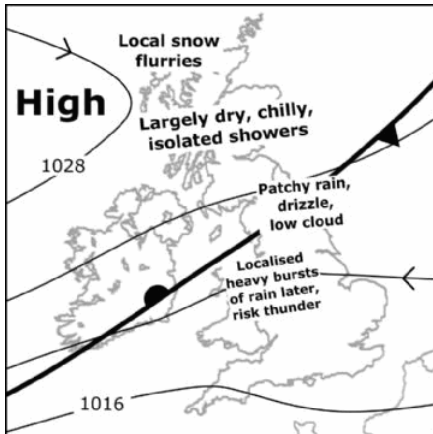 Local snow
flurries
High
Largely dry, chilly,
isolated showers
1028
Patchy rain,
drizzle,
low cloud
Localised
heavy bursts
of rain later,
risk thunder
1016